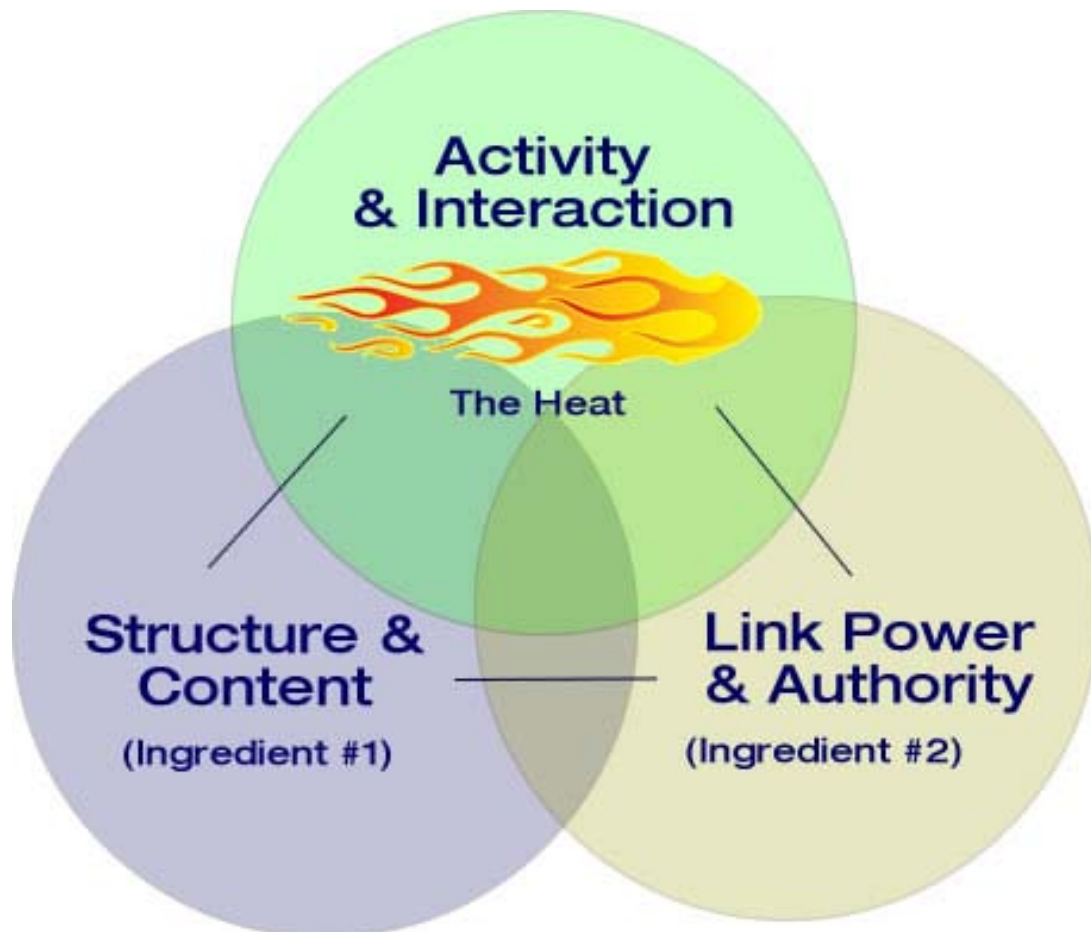 Activity
& Interaction
The Heat
Structure &
Content
(Ingredient #1)
Link Power
& Authority
(Ingredient #2)